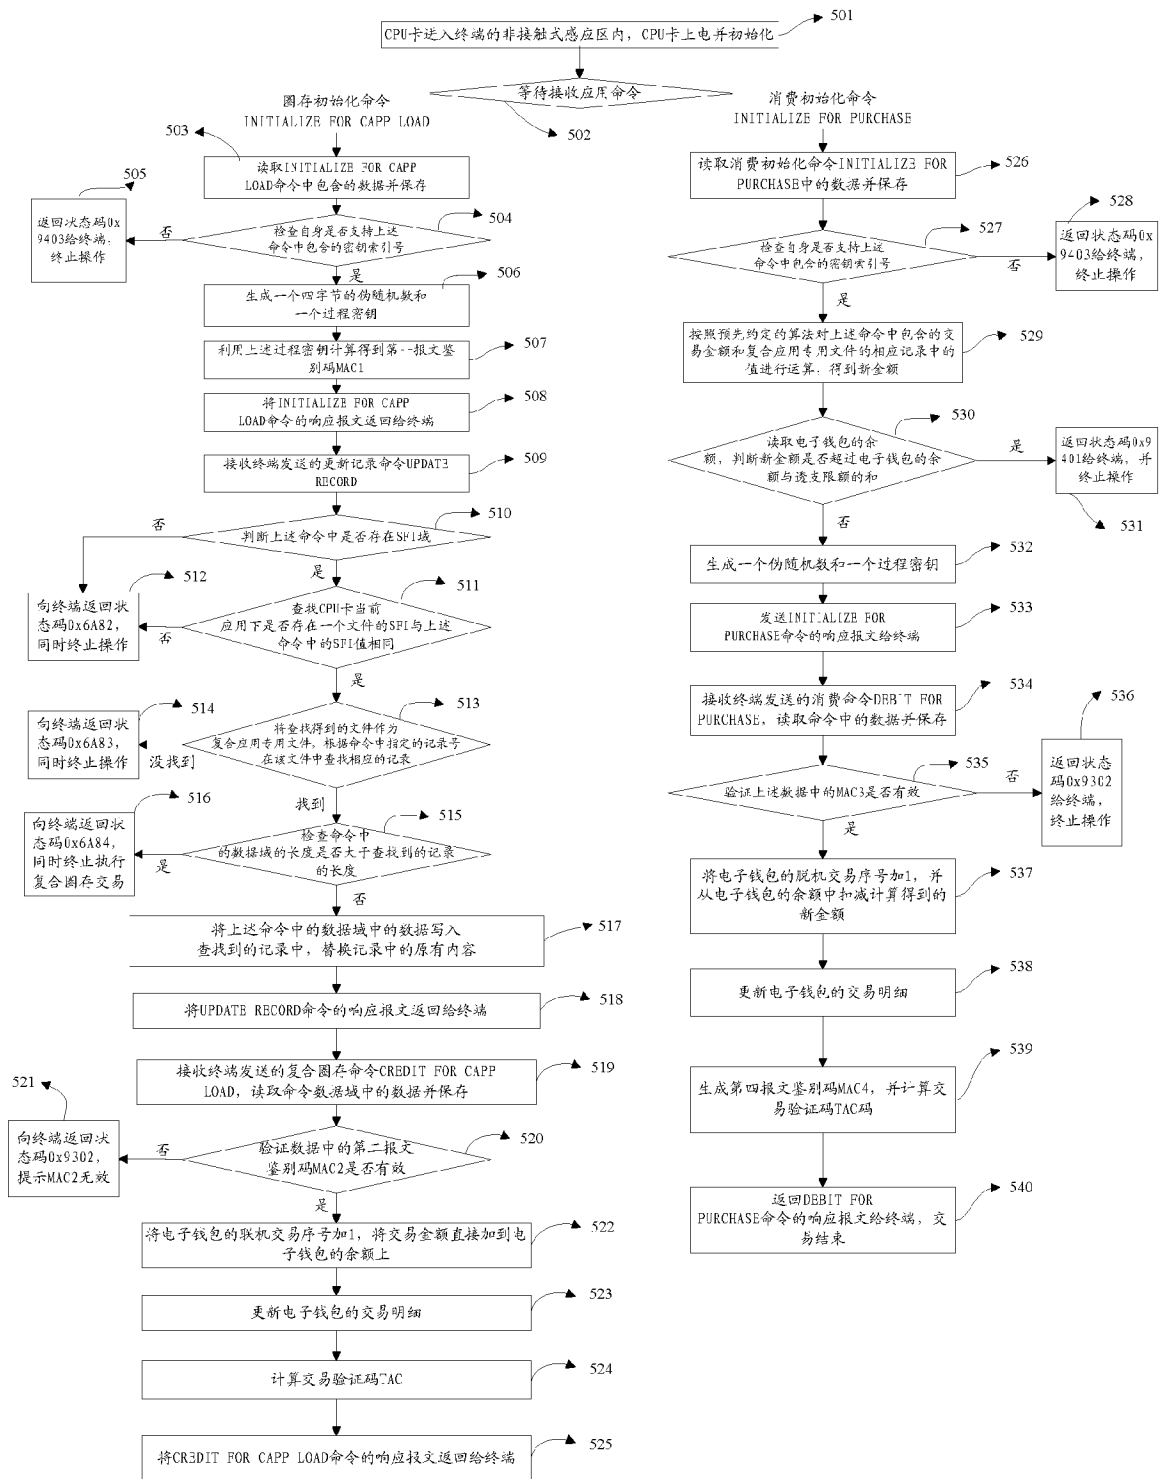 501
CPU卡进入终端的非接触式感应区内，CPU卡上电并初始化
等待接收应用命令
502
圈存初始化命令
INITIALIZE FOR CAPP LOAD
503
读取INITIALIZE FOR CAPP
LOAD命令中包含的数据并保存
504
检查自身是否支持上述
命令中包含的密钥索引号
否
505
返回状态码0x
9403给终端，
终止操作
是
506
生成一个四字节的伪随机数和
一个过程密钥
507
利用上述过程密钥计算得到第一报文鉴
别码MAC1
508
将INITIALIZE FOR CAPP
LOAD命令的响应报文返回给终端
509
接收终端发送的更新记录命令UPDATE
RECORD
510
判断上述命令中是否存在SFI域
否
512
向终端返回状
态码0x6A82，
同时终止操作
是
511
查找CPU卡当前
应用下是否存在一个文件的SFI与上述
命令中的SFI值相同
否
是
513
将查找得到的文件作为
复合应用专用文件，根据命令中指定的记录号
在该文件中查找相应的记录
514
向终端返回状
态码0x6A83，
同时终止操作
没找到
找到
515
检查命令中
的数据域的长度是否大于查找到的记录
的长度
516
向终端返回状
态码0x6A84，
同时终止执行
复合圈存交易
是
否
517
将上述命令中的数据域中的数据写入
查找到的记录中，替换记录中的原有内容
518
将UPDATE RECORD命令的响应报文返回给终端
519
接收终端发送的复合圈存命令CREDIT FOR CAPP
LOAD，读取命令数据域中的数据并保存
520
验证数据中的第二报文
鉴别码MAC2是否有效
否
521
向终端返回状
态码0x9302，
提示MAC2无效
是
522
将电子钱包的联机交易序号加1，将交易金额直接加到电
子钱包的余额上
523
更新电子钱包的交易明细
524
计算交易验证码TAC
525
将CREDIT FOR CAPP LOAD命令的响应报文返回给终端
消费初始化命令
INITIALIZE FOR PURCHASE
526
读取消费初始化命令INITIALIZE FOR
PURCHASE中的数据并保存
527
检查自身是否支持上述
命令中包含的密钥索引号
否
528
返回状态码0x
9403给终端，
终止操作
是
529
按照预先约定的算法对上述命令中包含的交
易金额和复合应用专用文件的相应记录中的
值进行运算，得到新金额
530
读取电子钱包的余
额，判断新金额是否超过电子钱包的余
额与透支限额的和
是
返回状态码0x9
401给终端，并
终止操作
531
否
532
生成一个伪随机数和一个过程密钥
533
发送INITIALIZE FOR
PURCHASE命令的响应报文给终端
534
接收终端发送的消费命令DEBIT FOR
PURCHASE，读取命令中的数据并保存
535
验证上述数据中的MAC3是否有效
否
536
返回状态
码0x9302
给终端，
终止操作
是
537
将电子钱包的脱机交易序号加1，并
从电子钱包的余额中扣减计算得到的
新金额
538
更新电子钱包的交易明细
539
生成第四报文鉴别码MAC4，并计算交
易验证码TAC码
540
返回DEBIT FOR
PURCHASE命令的响应报文给终端，交
易结束